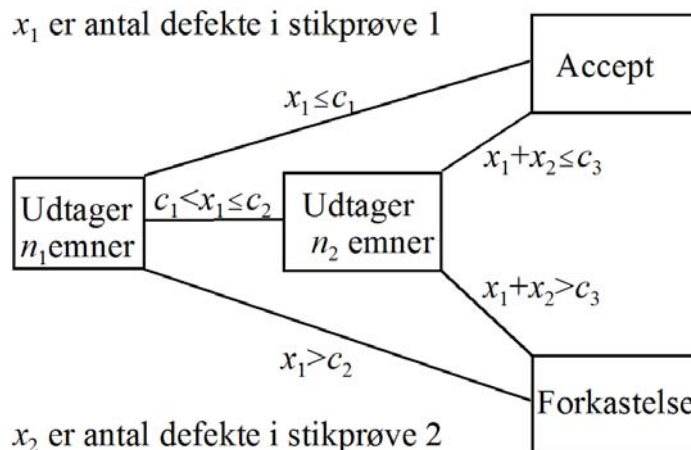 x₁ er antal defekte i stikprøve 1
Accept
x₁≤c₁
x₁+x₂≤c₃
Udtager
n₁emner
c₁<x₁≤c₂
Udtager
n₂ emner
x₁+x₂>c₃
x₁>c₂
Forkastelse
x₂ er antal defekte i stikprøve 2